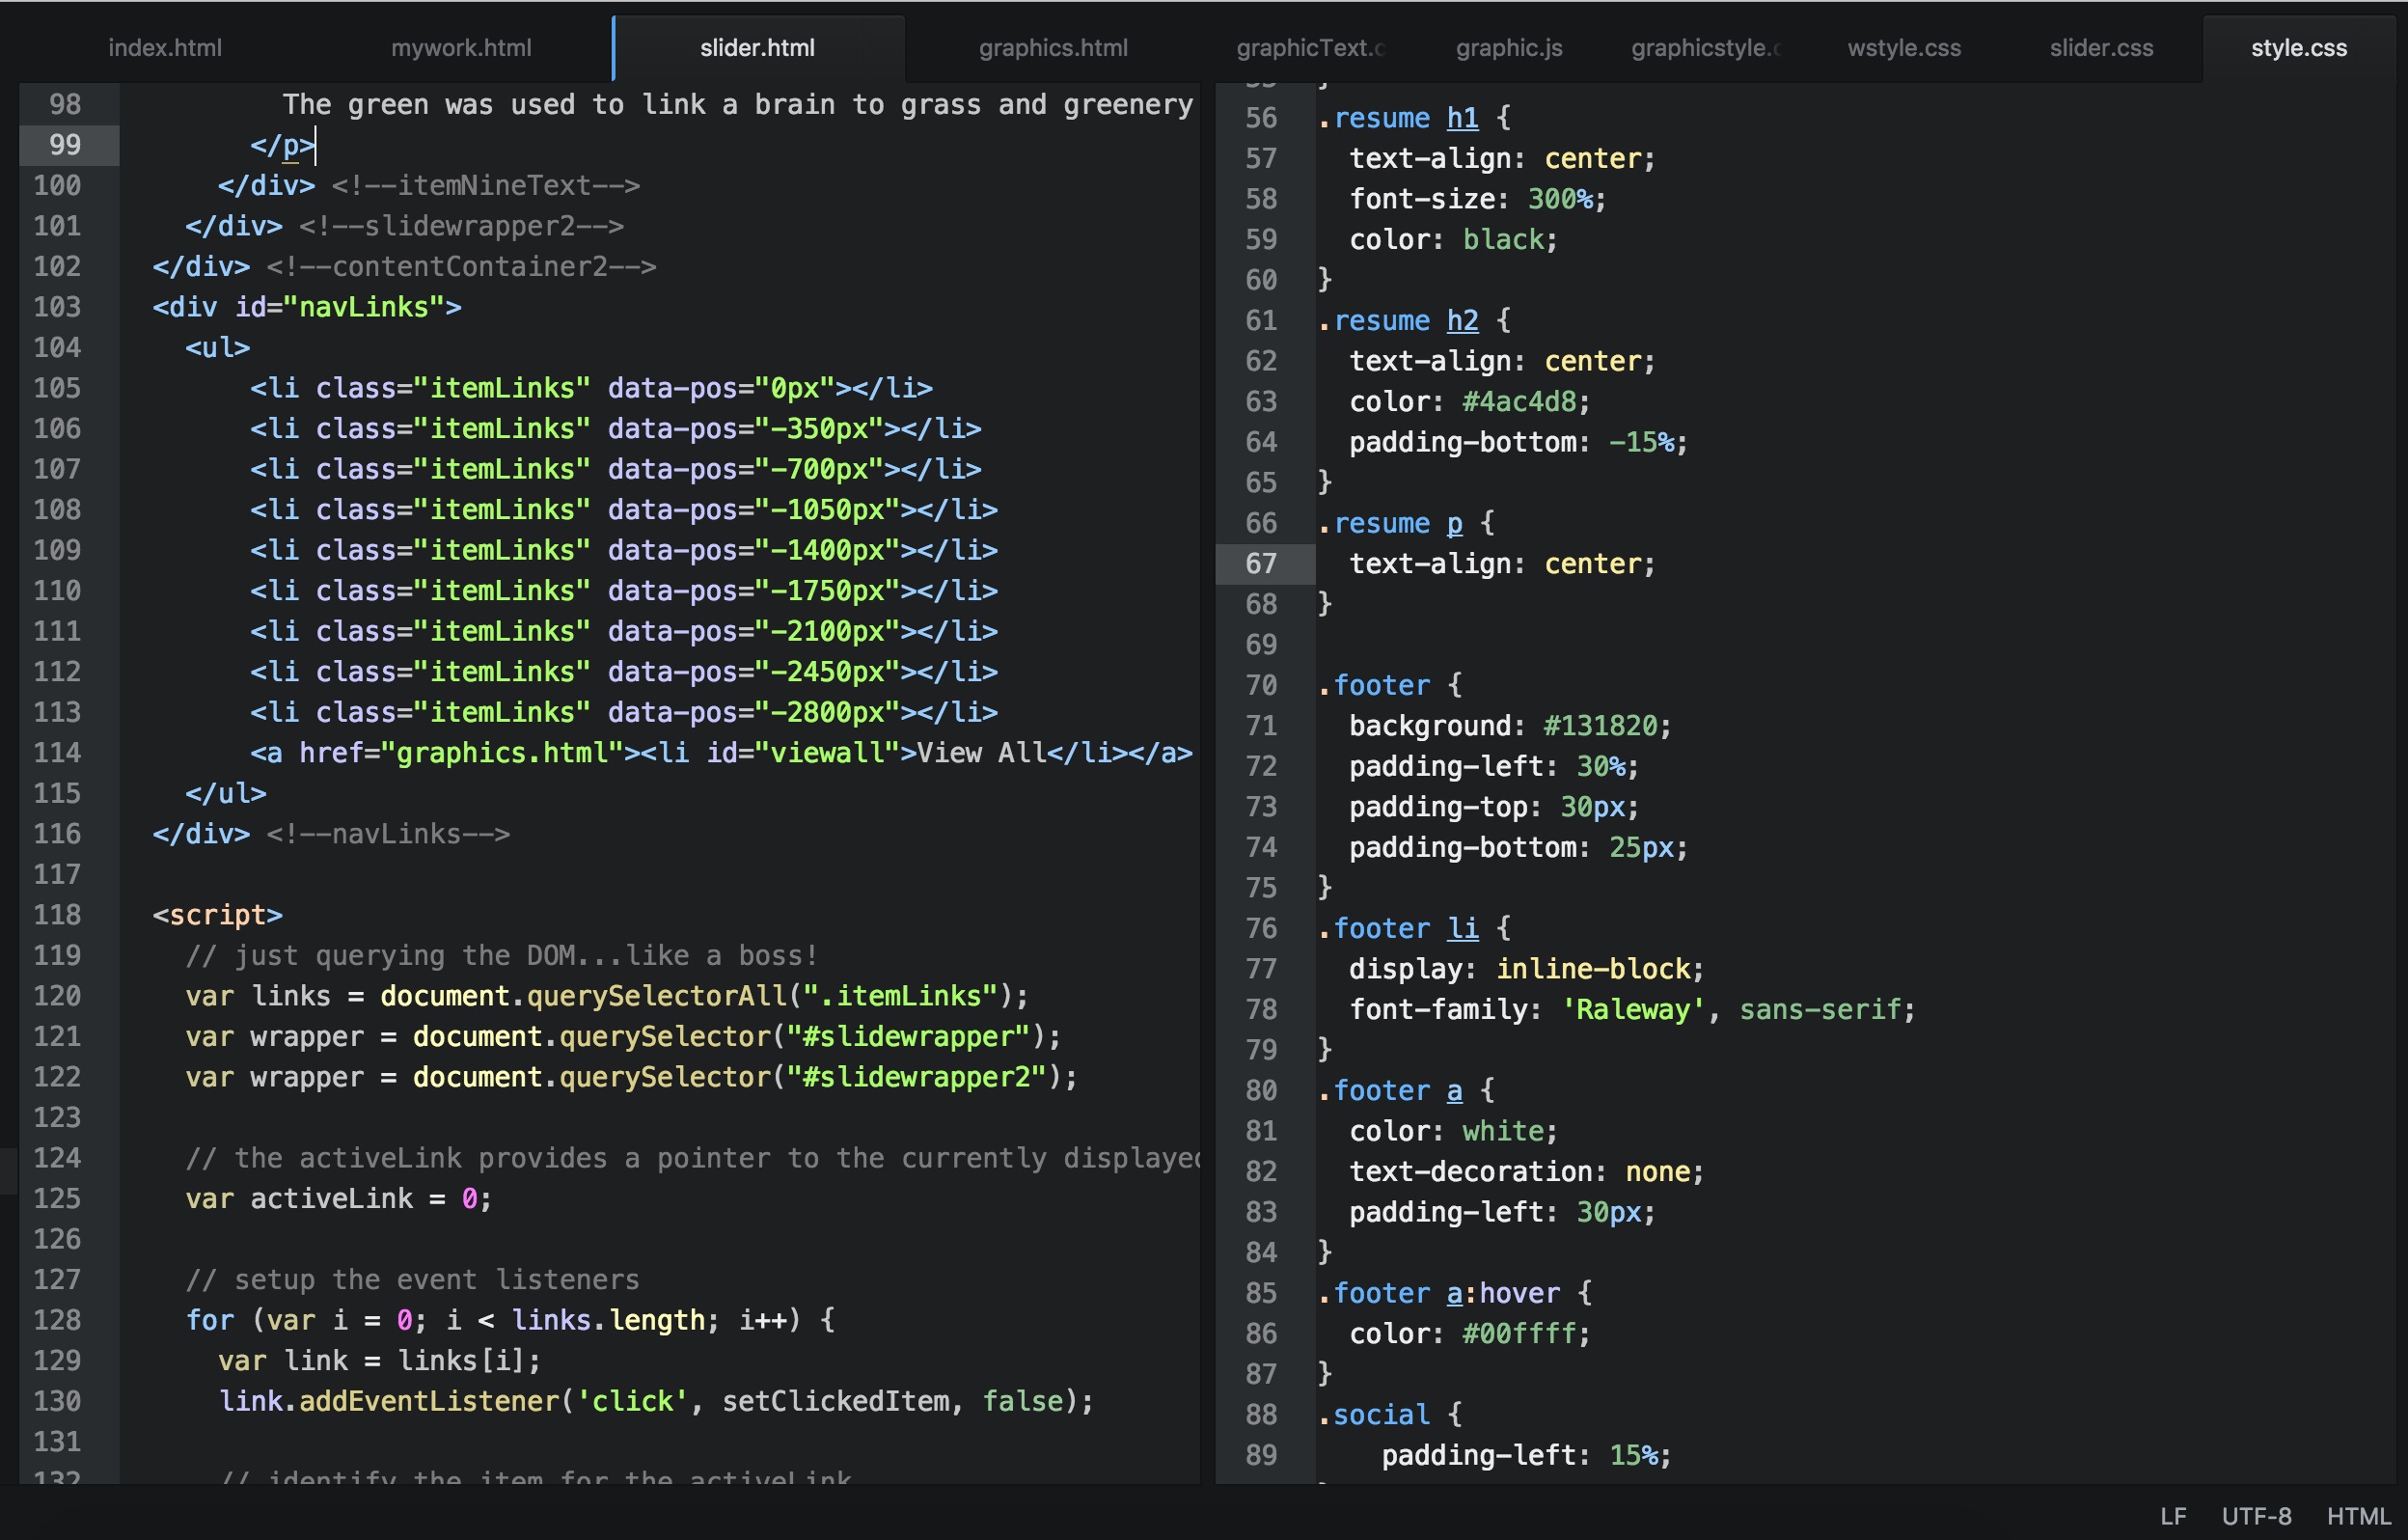 index.html
mywork.html
slider.html
graphics.html
graphicText.c
graphic.js
graphicstyle.c
wstyle.css
slider.css
style.css
98 The green was used to link a brain to grass and greenery
99 </p>
100 </div> <!--itemNineText-->
101 </div> <!--slidewrapper2-->
102 </div> <!--contentContainer2-->
103 <div id="navLinks">
104 <ul>
105 <li class="itemLinks" data-pos="0px"></li>
106 <li class="itemLinks" data-pos="-350px"></li>
107 <li class="itemLinks" data-pos="-700px"></li>
108 <li class="itemLinks" data-pos="-1050px"></li>
109 <li class="itemLinks" data-pos="-1400px"></li>
110 <li class="itemLinks" data-pos="-1750px"></li>
111 <li class="itemLinks" data-pos="-2100px"></li>
112 <li class="itemLinks" data-pos="-2450px"></li>
113 <li class="itemLinks" data-pos="-2800px"></li>
114 <a href="graphics.html"><li id="viewall">View All</li></a>
115 </ul>
116 </div> <!--navLinks-->
117
118 <script>
119 // just querying the DOM...like a boss!
120 var links = document.querySelectorAll(".itemLinks");
121 var wrapper = document.querySelector("#slidewrapper");
122 var wrapper = document.querySelector("#slidewrapper2");
123
124 // the activeLink provides a pointer to the currently displayed
125 var activeLink = 0;
126
127 // setup the event listeners
128 for (var i = 0; i < links.length; i++) {
129 var link = links[i];
130 link.addEventListener('click', setClickedItem, false);
131
132 // identify the item for the activeLink
55 }
56 .resume h1 {
57 text-align: center;
58 font-size: 300%;
59 color: black;
60 }
61 .resume h2 {
62 text-align: center;
63 color: #4ac4d8;
64 padding-bottom: -15%;
65 }
66 .resume p {
67 text-align: center;
68 }
69
70 .footer {
71 background: #131820;
72 padding-left: 30%;
73 padding-top: 30px;
74 padding-bottom: 25px;
75 }
76 .footer li {
77 display: inline-block;
78 font-family: 'Raleway', sans-serif;
79 }
80 .footer a {
81 color: white;
82 text-decoration: none;
83 padding-left: 30px;
84 }
85 .footer a:hover {
86 color: #00ffff;
87 }
88 .social {
89 padding-left: 15%;
LF UTF-8 HTML